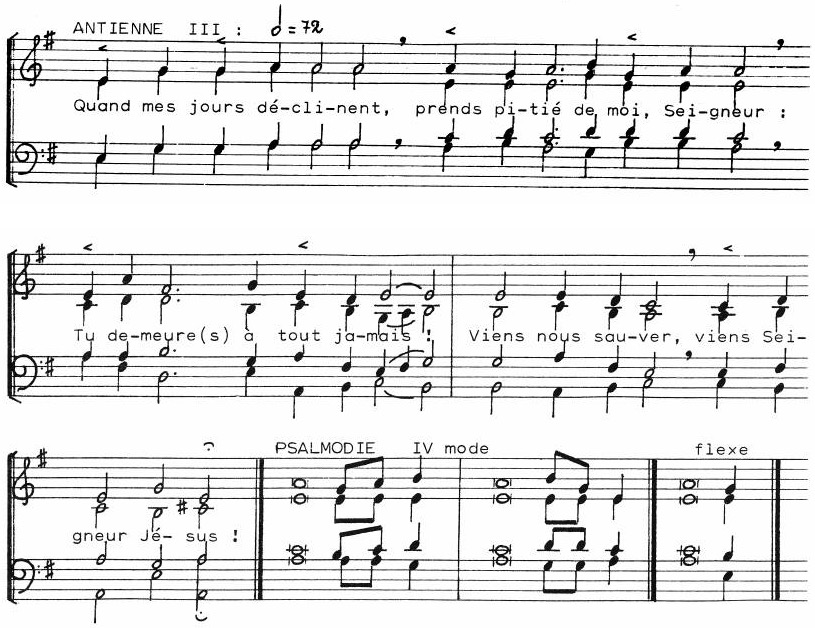 ANTIENNE III : = 72
Quand mes jours dé-cli-nent, prends pi-tié de moi, Sei-gneur :
Tu de-meure(s) à tout ja-mais : Viens nous sau-ver, viens Sei-
PSALMODIE IV mode flexe
gneur Jé- sus !